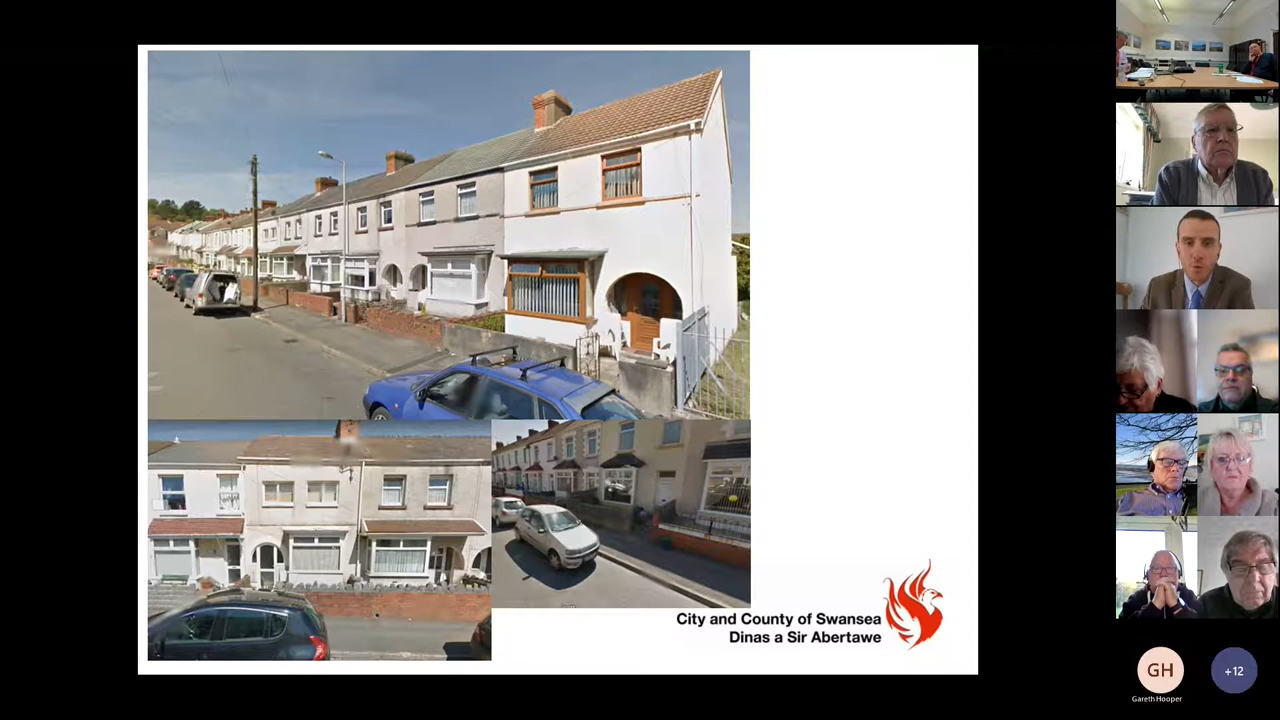 City and County of Swansea
Dinas a Sir Abertawe
GH
+12
Gareth Hooper